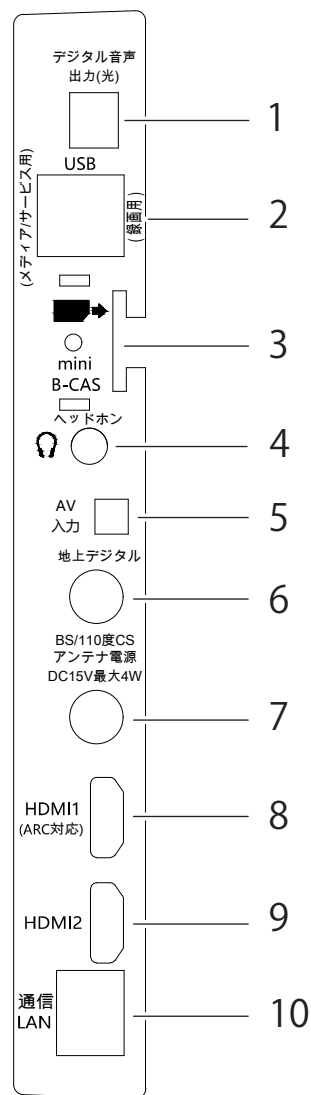 デジタル音声
出力(光)
1
USB
(メディア/サービス用)
(録画用)
2
mini
B-CAS
3
ヘッドホン
4
AV
入力
5
地上デジタル
6
BS/110度CS
アンテナ電源
DC15V最大4W
7
HDMI1
(ARC対応)
8
HDMI2
9
通信
LAN
10